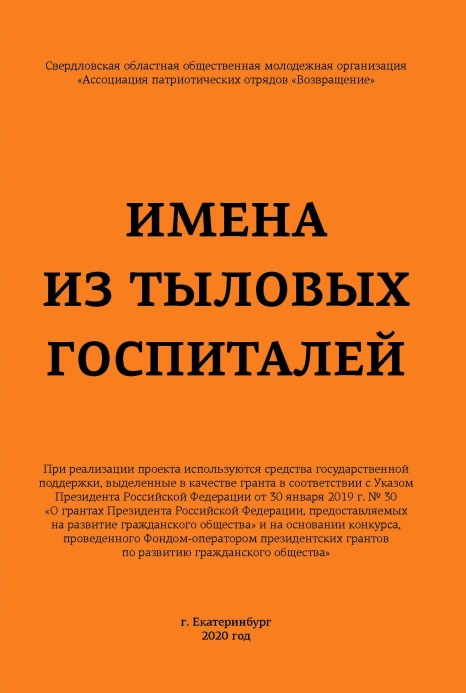 Свердловская областная общественная молодежная организация
«Ассоциация патриотических отрядов «Возвращение»
ИМЕНА
ИЗ ТЫЛОВЫХ
ГОСПИТАЛЕЙ
При реализации проекта используются средства государственной
поддержки, выделенные в качестве гранта в соответствии с Указом
Президента Российской Федерации от 30 января 2019 г. № 30
«О грантах Президента Российской Федерации, предоставляемых
на развитие гражданского общества» и на основании конкурса,
проведенного Фондом-оператором президентских грантов
по развитию гражданского общества»
г. Екатеринбург
2020 год